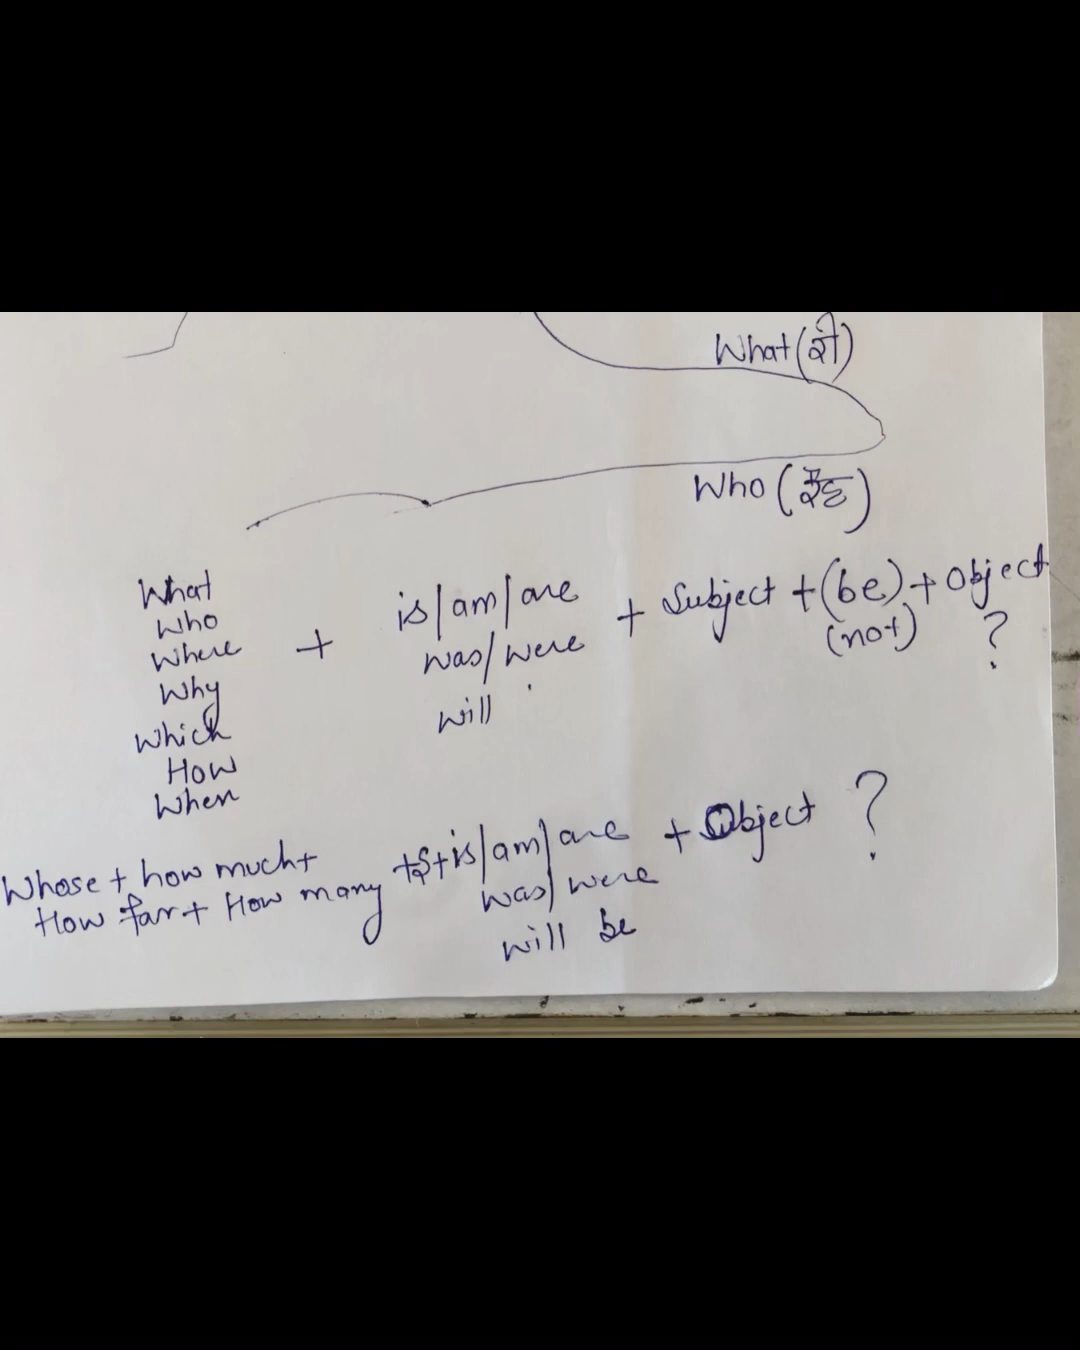 What (ਕੀ)
Who (ਕੌਣ)
What
Who
Where
Why
Which
How
When
+
is/am/are
was/were
will
+ Subject + (be) + Object
(not) ?
Whose + how much + + S + is/am/are + Object ?
How far + How many was/were
will be